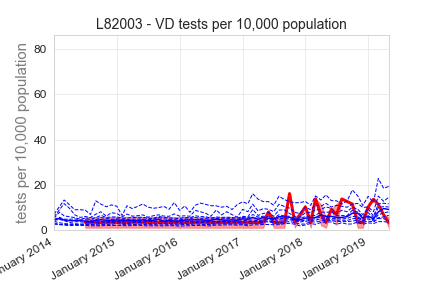 L82003 - VD tests per 10,000 population
tests per 10,000 population
80
60
40
20
0
nuary 2014
January 2015
January 2016
January 2017
January 2018
January 2019